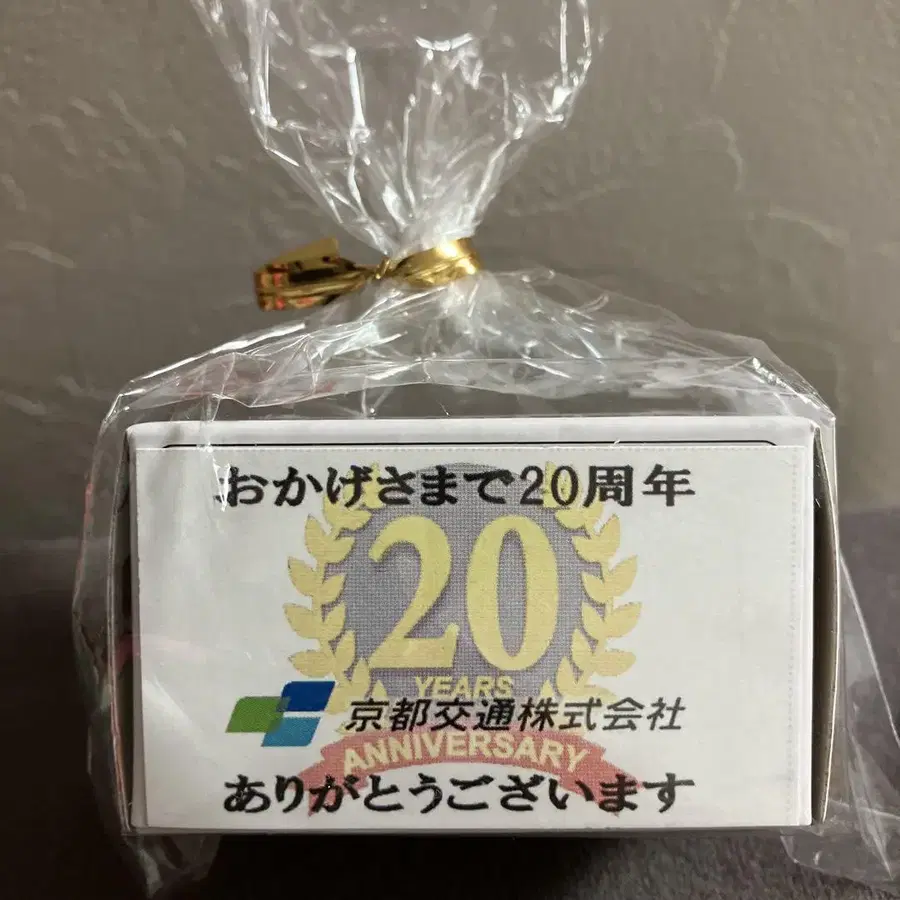 おかげさまで20周年
20
YEARS
京都交通株式会社
ANNIVERSARY
ありがとうございます